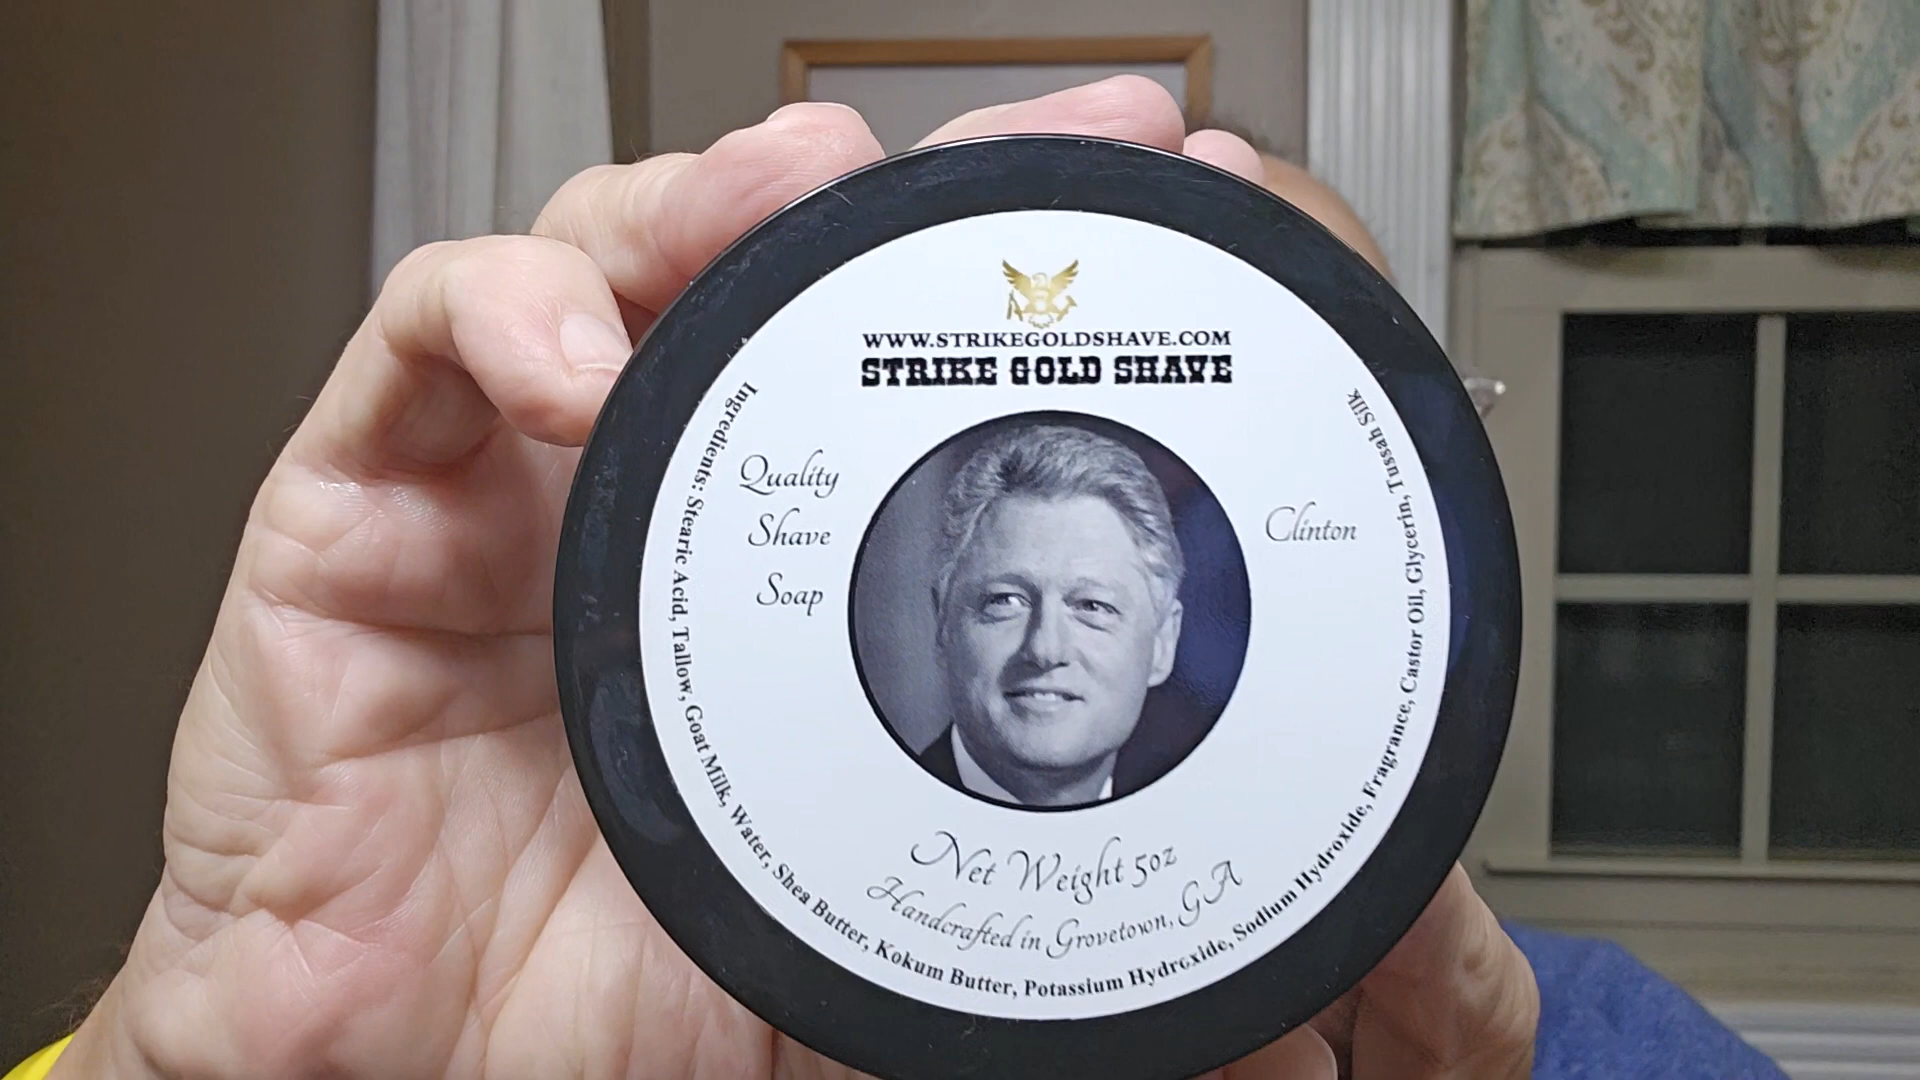 WWW.STRIKEGOLDSHAVE.COM
STRIKE GOLD SHAVE
Quality
Shave
Soap
Clinton
Net Weight 5oz
Handcrafted in Grovetown, GA
Ingredients: Stearic Acid, Tallow, Goat Milk, Water, Shea Butter, Kokum Butter, Potassium Hydroxide, Sodium Hydroxide, Fragrance, Castor Oil, Glycerin, Tussah Silk